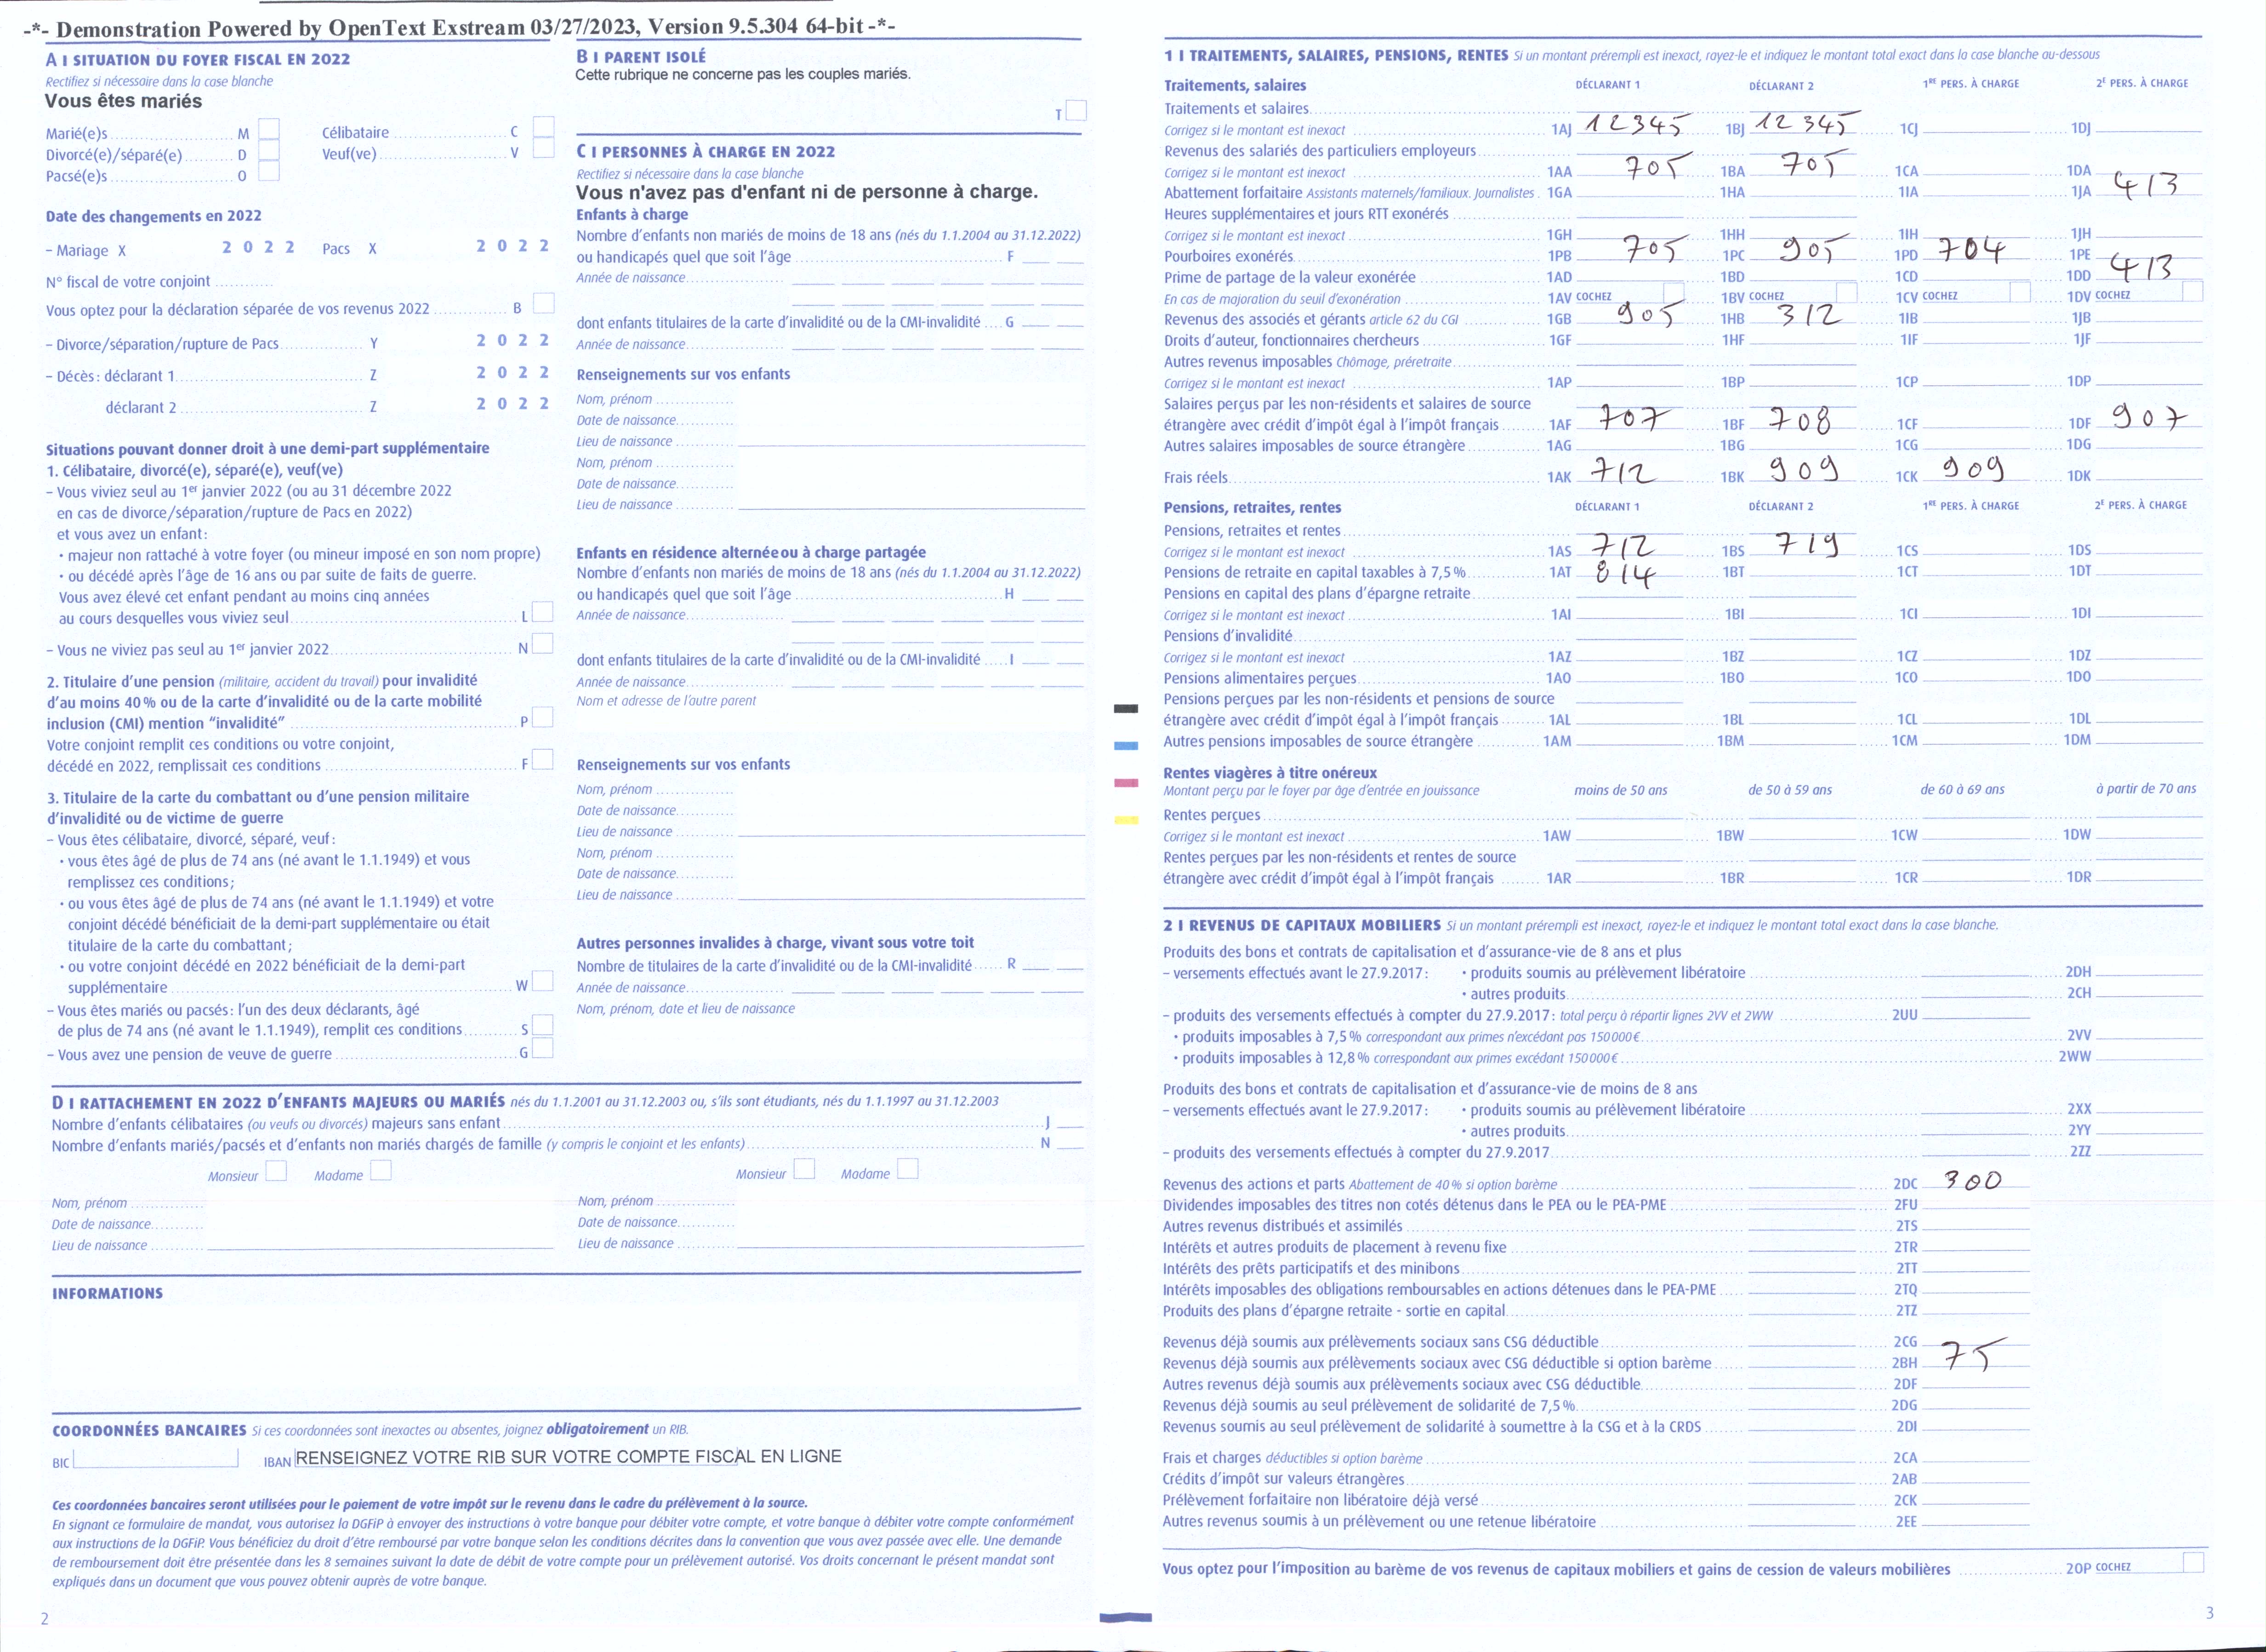 -*- Demonstration Powered by OpenText Exstream 03/27/2023, Version 9.5.304 64-bit -*-
A I SITUATION DU FOYER FISCAL EN 2022
Rectifiez si nécessaire dans la case blanche
Vous êtes mariés
Marié(e)s M Célibataire C
Divorcé(e)/séparé(e) D Veuf(ve) V
Pacsé(e)s O
Date des changements en 2022
– Mariage X 2 0 2 2 Pacs X 2 0 2 2
N° fiscal de votre conjoint
Vous optez pour la déclaration séparée de vos revenus 2022 B
– Divorce/séparation/rupture de Pacs Y 2 0 2 2
– Décès : déclarant 1 Z 2 0 2 2
déclarant 2 Z 2 0 2 2
Situations pouvant donner droit à une demi-part supplémentaire
1. Célibataire, divorcé(e), séparé(e), veuf(ve)
– Vous viviez seul au 1er janvier 2022 (ou au 31 décembre 2022
en cas de divorce/séparation/rupture de Pacs en 2022)
et vous avez un enfant :
• majeur non rattaché à votre foyer (ou mineur imposé en son nom propre)
• ou décédé après l'âge de 16 ans ou par suite de faits de guerre.
Vous avez élevé cet enfant pendant au moins cinq années
au cours desquelles vous viviez seul L
– Vous ne viviez pas seul au 1er janvier 2022 N
2. Titulaire d'une pension (militaire, accident du travail) pour invalidité
d'au moins 40 % ou de la carte d'invalidité ou de la carte mobilité
inclusion (CMI) mention “invalidité” P
Votre conjoint remplit ces conditions ou votre conjoint,
décédé en 2022, remplissait ces conditions F
3. Titulaire de la carte du combattant ou d'une pension militaire
d'invalidité ou de victime de guerre
– Vous êtes célibataire, divorcé, séparé, veuf :
• vous êtes âgé de plus de 74 ans (né avant le 1.1.1949) et vous
remplissez ces conditions ;
• ou vous êtes âgé de plus de 74 ans (né avant le 1.1.1949) et votre
conjoint décédé bénéficiait de la demi-part supplémentaire ou était
titulaire de la carte du combattant ;
• ou votre conjoint décédé en 2022 bénéficiait de la demi-part
supplémentaire W
– Vous êtes mariés ou pacsés : l'un des deux déclarants, âgé
de plus de 74 ans (né avant le 1.1.1949), remplit ces conditions S
– Vous avez une pension de veuve de guerre G
B I PARENT ISOLÉ
Cette rubrique ne concerne pas les couples mariés.
T
C I PERSONNES À CHARGE EN 2022
Rectifiez si nécessaire dans la case blanche
Vous n'avez pas d'enfant ni de personne à charge.
Enfants à charge
Nombre d'enfants non mariés de moins de 18 ans (nés du 1.1.2004 au 31.12.2022)
ou handicapés quel que soit l'âge F
Année de naissance
dont enfants titulaires de la carte d'invalidité ou de la CMI-invalidité G
Année de naissance
Renseignements sur vos enfants
Nom, prénom
Date de naissance
Lieu de naissance
Nom, prénom
Date de naissance
Lieu de naissance
Enfants en résidence alternée ou à charge partagée
Nombre d'enfants non mariés de moins de 18 ans (nés du 1.1.2004 au 31.12.2022)
ou handicapés quel que soit l'âge H
Année de naissance
dont enfants titulaires de la carte d'invalidité ou de la CMI-invalidité I
Année de naissance
Nom et adresse de l'autre parent
Renseignements sur vos enfants
Nom, prénom
Date de naissance
Lieu de naissance
Nom, prénom
Date de naissance
Lieu de naissance
Autres personnes invalides à charge, vivant sous votre toit
Nombre de titulaires de la carte d'invalidité ou de la CMI-invalidité R
Année de naissance
Nom, prénom, date et lieu de naissance
D I RATTACHEMENT EN 2022 D'ENFANTS MAJEURS OU MARIÉS nés du 1.1.2001 au 31.12.2003 ou, s'ils sont étudiants, nés du 1.1.1997 au 31.12.2003
Nombre d'enfants célibataires (ou veufs ou divorcés) majeurs sans enfant J
Nombre d'enfants mariés/pacsés et d'enfants non mariés chargés de famille (y compris le conjoint et les enfants) N
Monsieur Madame Monsieur Madame
Nom, prénom Nom, prénom
Date de naissance Date de naissance
Lieu de naissance Lieu de naissance
INFORMATIONS
COORDONNÉES BANCAIRES Si ces coordonnées sont inexactes ou absentes, joignez obligatoirement un RIB.
BIC IBAN RENSEIGNEZ VOTRE RIB SUR VOTRE COMPTE FISCAL EN LIGNE
Ces coordonnées bancaires seront utilisées pour le paiement de votre impôt sur le revenu dans le cadre du prélèvement à la source.
En signant ce formulaire de mandat, vous autorisez la DGFiP à envoyer des instructions à votre banque pour débiter votre compte, et votre banque à débiter votre compte conformément
aux instructions de la DGFiP. Vous bénéficiez du droit d'être remboursé par votre banque selon les conditions décrites dans la convention que vous avez passée avec elle. Une demande
de remboursement doit être présentée dans les 8 semaines suivant la date de débit de votre compte pour un prélèvement autorisé. Vos droits concernant le présent mandat sont
expliqués dans un document que vous pouvez obtenir auprès de votre banque.
2
1 I TRAITEMENTS, SALAIRES, PENSIONS, RENTES Si un montant prérempli est inexact, rayez-le et indiquez le montant total exact dans la case blanche au-dessous
Traitements, salaires DÉCLARANT 1 DÉCLARANT 2 1RE PERS. À CHARGE 2E PERS. À CHARGE
Traitements et salaires
Corrigez si le montant est inexact 1AJ 12345 1BJ 12345 1CJ 1DJ
Revenus des salariés des particuliers employeurs
Corrigez si le montant est inexact 1AA 705 1BA 705 1CA 1DA
Abattement forfaitaire Assistants maternels/familiaux. Journalistes 1GA 1HA 1IA 1JA 413
Heures supplémentaires et jours RTT exonérés
Corrigez si le montant est inexact 1GH 1HH 1IH 1JH
Pourboires exonérés 1PB 705 1PC 905 1PD 704 1PE
Prime de partage de la valeur exonérée 1AD 1BD 1CD 1DD 413
En cas de majoration du seuil d'exonération 1AV COCHEZ 1BV COCHEZ 1CV COCHEZ 1DV COCHEZ
Revenus des associés et gérants article 62 du CGI 1GB 905 1HB 312 1IB 1JB
Droits d'auteur, fonctionnaires chercheurs 1GF 1HF 1IF 1JF
Autres revenus imposables Chômage, préretraite
Corrigez si le montant est inexact 1AP 1BP 1CP 1DP
Salaires perçus par les non-résidents et salaires de source
étrangère avec crédit d'impôt égal à l'impôt français 1AF 707 1BF 708 1CF 1DF 907
Autres salaires imposables de source étrangère 1AG 1BG 1CG 1DG
Frais réels 1AK 712 1BK 909 1CK 909 1DK
Pensions, retraites, rentes DÉCLARANT 1 DÉCLARANT 2 1RE PERS. À CHARGE 2E PERS. À CHARGE
Pensions, retraites et rentes
Corrigez si le montant est inexact 1AS 712 1BS 719 1CS 1DS
Pensions de retraite en capital taxables à 7,5 % 1AT 814 1BT 1CT 1DT
Pensions en capital des plans d'épargne retraite
Corrigez si le montant est inexact 1AI 1BI 1CI 1DI
Pensions d'invalidité
Corrigez si le montant est inexact 1AZ 1BZ 1CZ 1DZ
Pensions alimentaires perçues 1AO 1BO 1CO 1DO
Pensions perçues par les non-résidents et pensions de source
étrangère avec crédit d'impôt égal à l'impôt français 1AL 1BL 1CL 1DL
Autres pensions imposables de source étrangère 1AM 1BM 1CM 1DM
Rentes viagères à titre onéreux
Montant perçu par le foyer par âge d'entrée en jouissance moins de 50 ans de 50 à 59 ans de 60 à 69 ans à partir de 70 ans
Rentes perçues
Corrigez si le montant est inexact 1AW 1BW 1CW 1DW
Rentes perçues par les non-résidents et rentes de source
étrangère avec crédit d'impôt égal à l'impôt français 1AR 1BR 1CR 1DR
2 I REVENUS DE CAPITAUX MOBILIERS Si un montant prérempli est inexact, rayez-le et indiquez le montant total exact dans la case blanche.
Produits des bons et contrats de capitalisation et d'assurance-vie de 8 ans et plus
– versements effectués avant le 27.9.2017 : • produits soumis au prélèvement libératoire 2DH
• autres produits 2CH
– produits des versements effectués à compter du 27.9.2017 : total perçu à répartir lignes 2VV et 2WW 2UU
• produits imposables à 7,5 % correspondant aux primes n'excédant pas 150 000 € 2VV
• produits imposables à 12,8 % correspondant aux primes excédant 150 000 € 2WW
Produits des bons et contrats de capitalisation et d'assurance-vie de moins de 8 ans
– versements effectués avant le 27.9.2017 : • produits soumis au prélèvement libératoire 2XX
• autres produits 2YY
– produits des versements effectués à compter du 27.9.2017 2ZZ
Revenus des actions et parts Abattement de 40 % si option barème 2DC 300
Dividendes imposables des titres non cotés détenus dans le PEA ou le PEA-PME 2FU
Autres revenus distribués et assimilés 2TS
Intérêts et autres produits de placement à revenu fixe 2TR
Intérêts des prêts participatifs et des minibons 2TT
Intérêts imposables des obligations remboursables en actions détenues dans le PEA-PME 2TQ
Produits des plans d'épargne retraite - sortie en capital 2TZ
Revenus déjà soumis aux prélèvements sociaux sans CSG déductible 2CG
Revenus déjà soumis aux prélèvements sociaux avec CSG déductible si option barème 2BH 75
Autres revenus déjà soumis aux prélèvements sociaux avec CSG déductible 2DF
Revenus déjà soumis au seul prélèvement de solidarité de 7,5 % 2DG
Revenus soumis au seul prélèvement de solidarité à soumettre à la CSG et à la CRDS 2DI
Frais et charges déductibles si option barème 2CA
Crédits d'impôt sur valeurs étrangères 2AB
Prélèvement forfaitaire non libératoire déjà versé 2CK
Autres revenus soumis à un prélèvement ou une retenue libératoire 2EE
Vous optez pour l'imposition au barème de vos revenus de capitaux mobiliers et gains de cession de valeurs mobilières 2OP COCHEZ
3